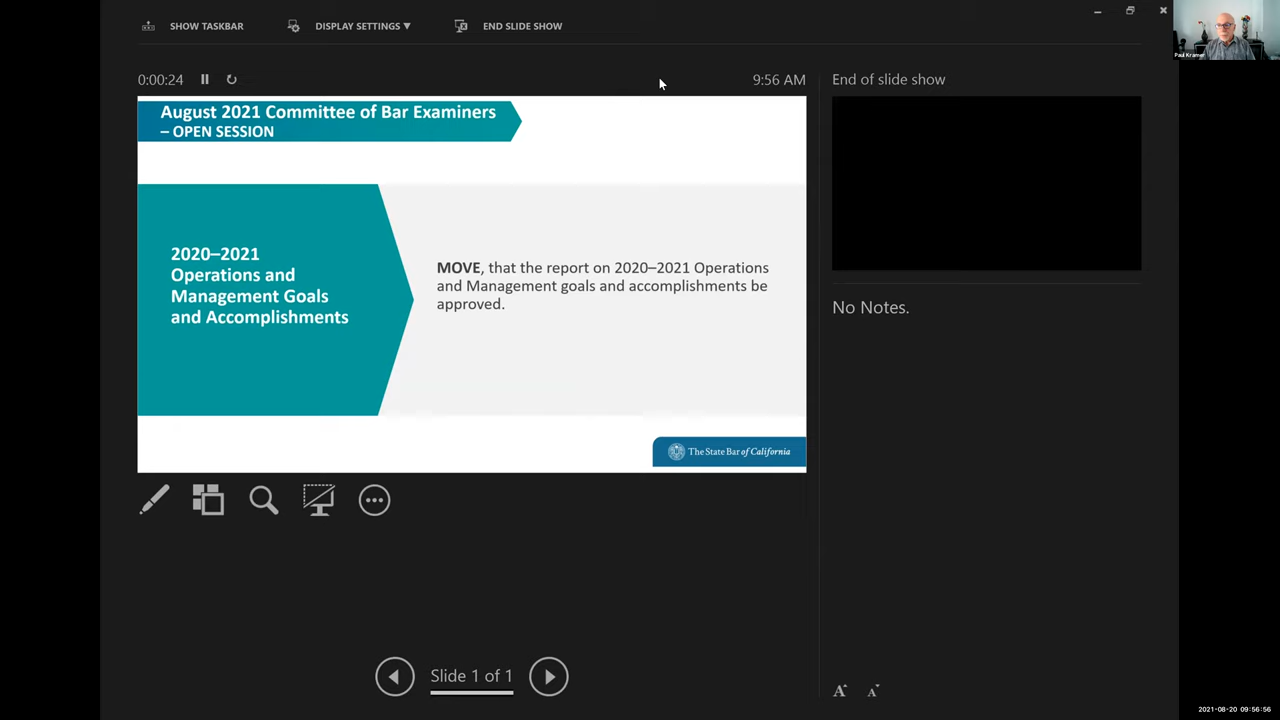 SHOW TASKBAR
DISPLAY SETTINGS ▼
END SLIDE SHOW
0:00:24
9:56 AM
End of slide show
August 2021 Committee of Bar Examiners
– OPEN SESSION
2020–2021
Operations and
Management Goals
and Accomplishments
MOVE, that the report on 2020–2021 Operations
and Management goals and accomplishments be
approved.
The State Bar of California
No Notes.
Slide 1 of 1
Paul Kramer
2021-08-20 09:56:56